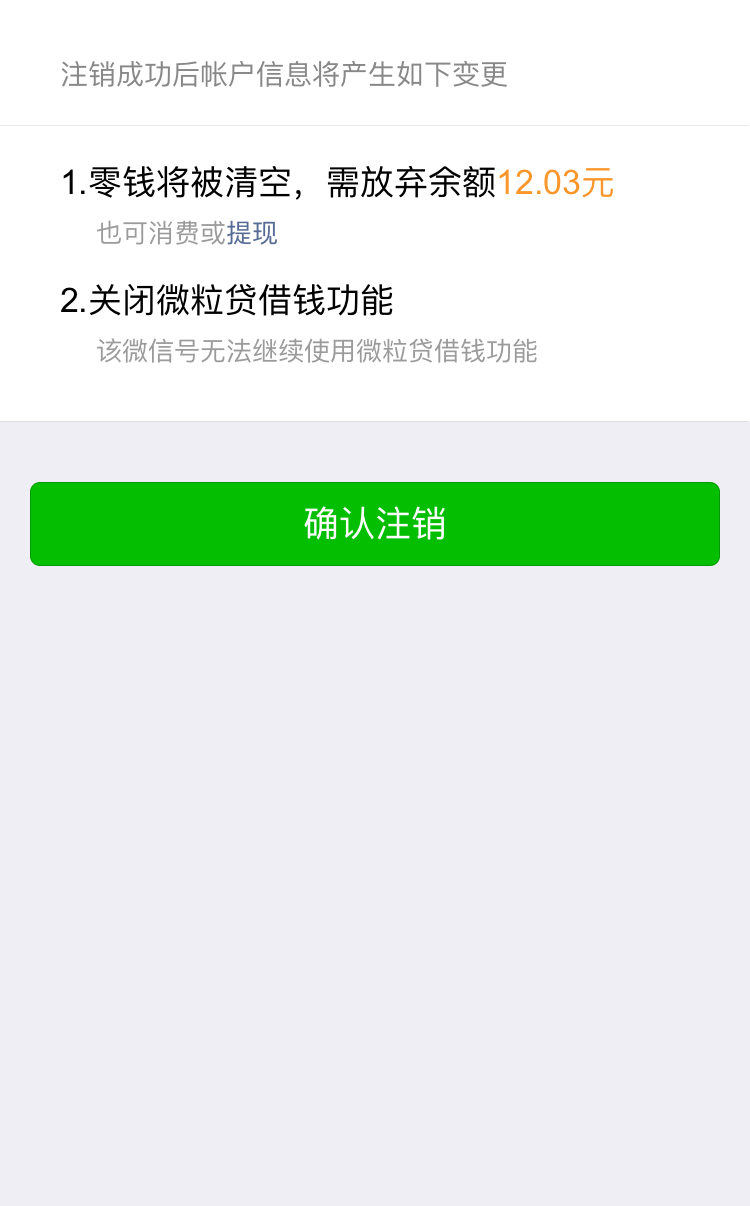 注销成功后帐户信息将产生如下变更
1.零钱将被清空，需放弃余额12.03元
也可消费或提现
2.关闭微粒贷借钱功能
该微信号无法继续使用微粒贷借钱功能
确认注销